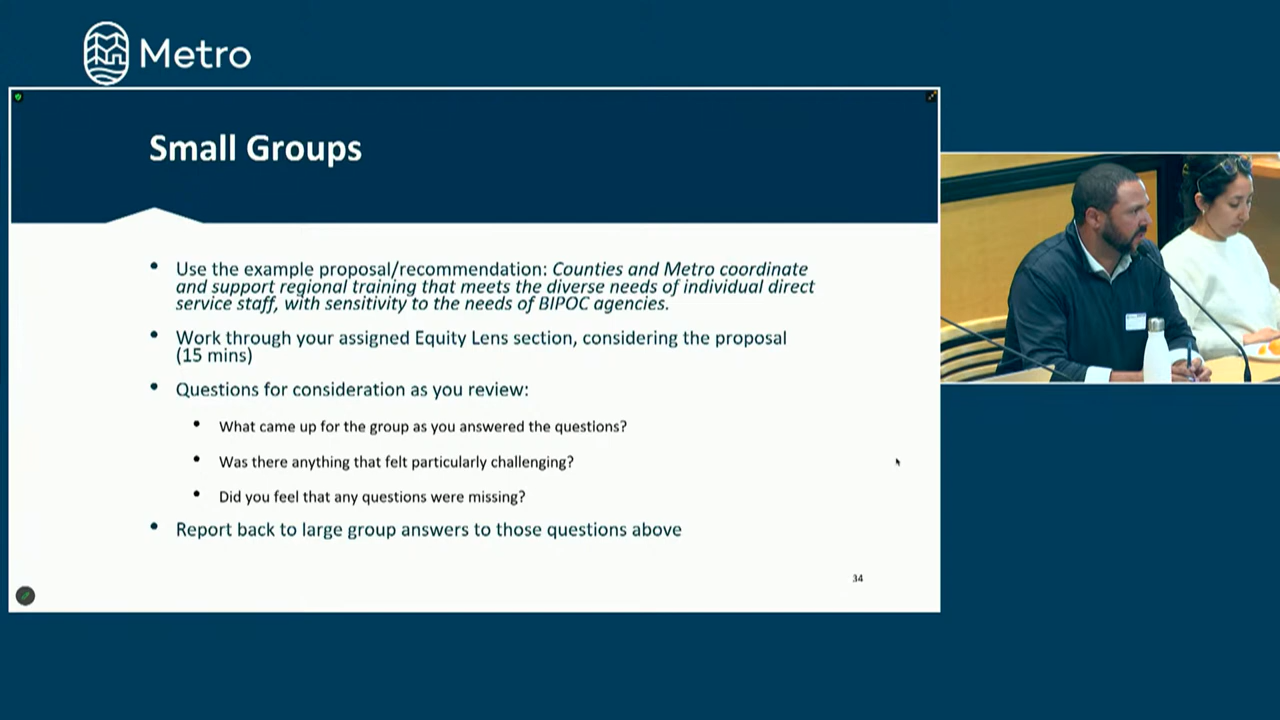 Metro
Small Groups
• Use the example proposal/recommendation: Counties and Metro coordinate
and support regional training that meets the diverse needs of individual direct
service staff, with sensitivity to the needs of BIPOC agencies.
• Work through your assigned Equity Lens section, considering the proposal
(15 mins)
• Questions for consideration as you review:
• What came up for the group as you answered the questions?
• Was there anything that felt particularly challenging?
• Did you feel that any questions were missing?
• Report back to large group answers to those questions above
34